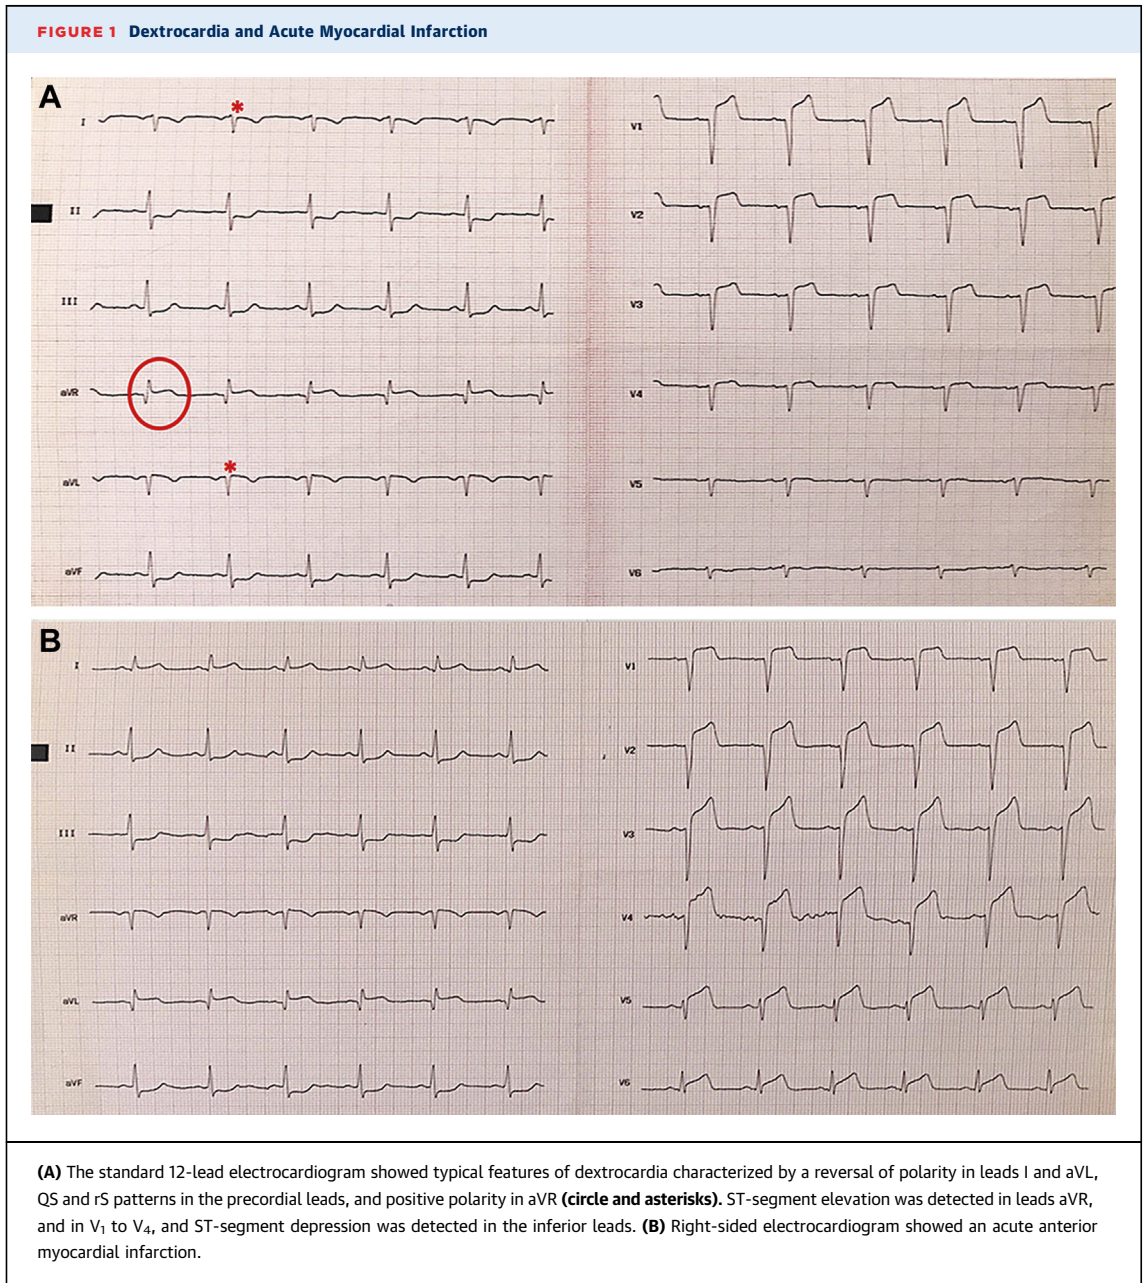 FIGURE 1 Dextrocardia and Acute Myocardial Infarction
A
I
II
III
aVR
aVL
aVF
V1
V2
V3
V4
V5
V6
B
I
II
III
aVR
aVL
aVF
V1
V2
V3
V4
V5
V6
(A) The standard 12-lead electrocardiogram showed typical features of dextrocardia characterized by a reversal of polarity in leads I and aVL,
QS and rS patterns in the precordial leads, and positive polarity in aVR (circle and asterisks). ST-segment elevation was detected in leads aVR,
and in V₁ to V₄, and ST-segment depression was detected in the inferior leads. (B) Right-sided electrocardiogram showed an acute anterior
myocardial infarction.